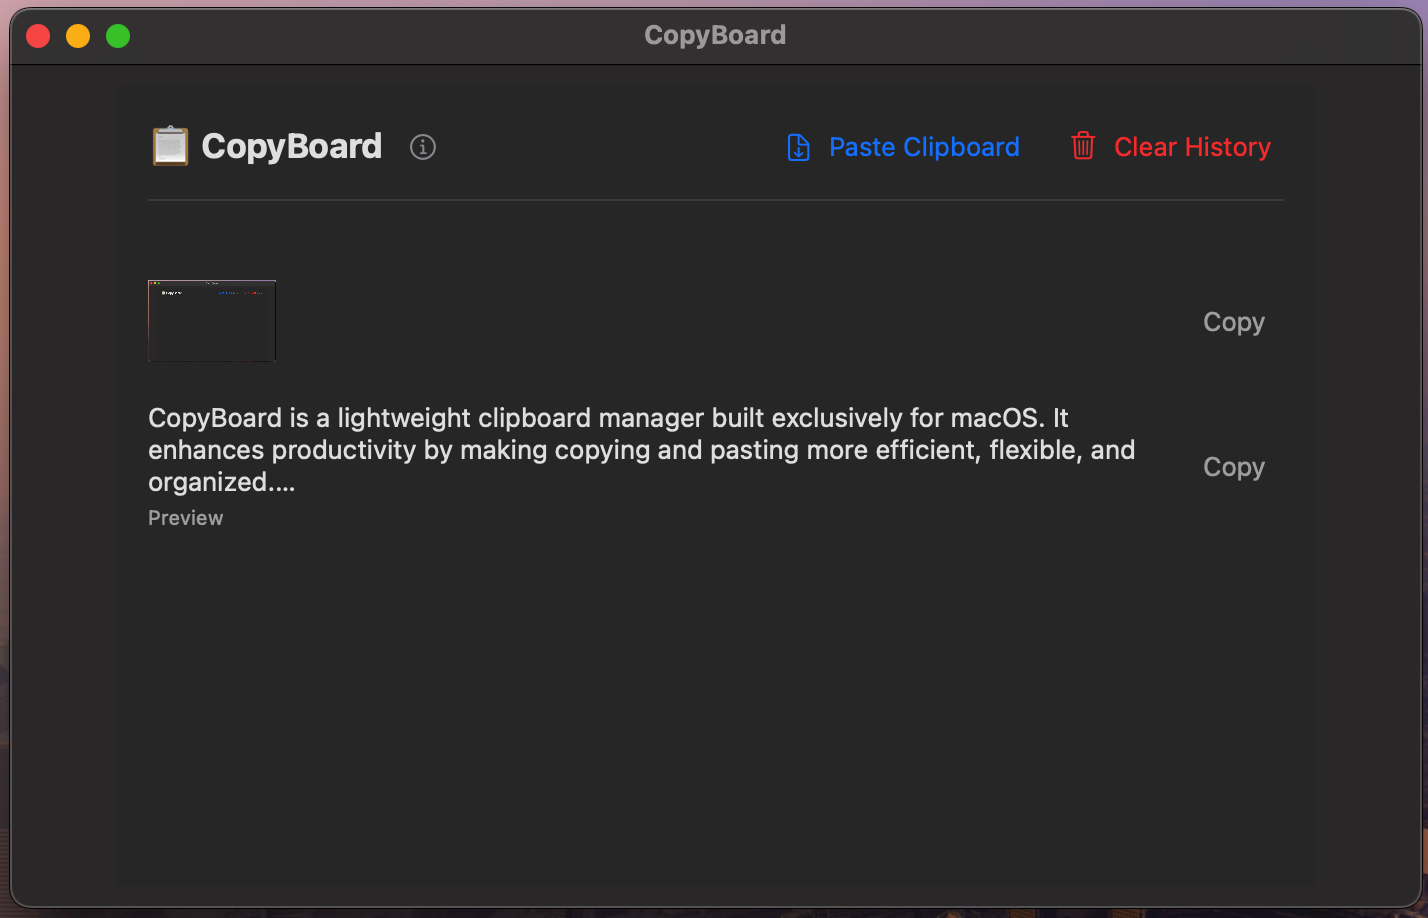 CopyBoard
CopyBoard
Paste Clipboard
Clear History
Copy
CopyBoard is a lightweight clipboard manager built exclusively for macOS. It
enhances productivity by making copying and pasting more efficient, flexible, and
organized....
Copy
Preview